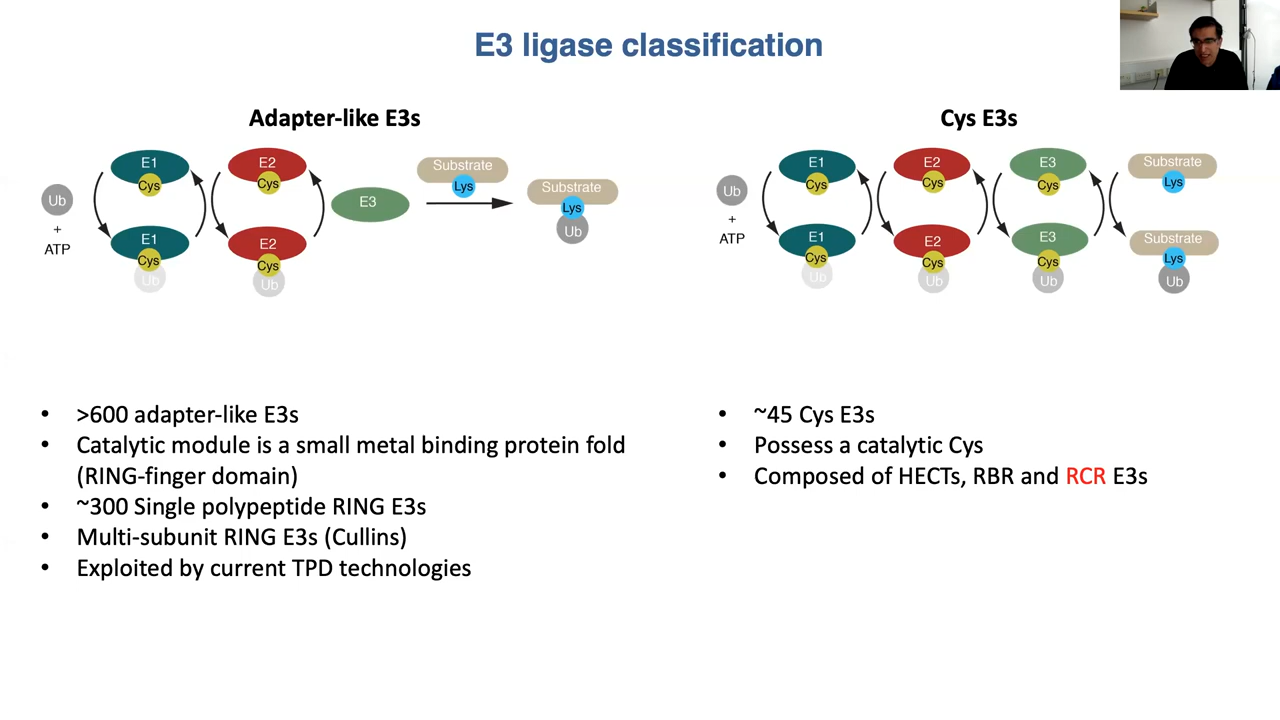 E3 ligase classification
Adapter-like E3s
E1
Cys
E2
Cys
Substrate
Lys
Ub
+
ATP
E3
Substrate
Lys
Ub
E1
Cys
Ub
E2
Cys
Ub
Cys E3s
E1
Cys
E2
Cys
E3
Cys
Substrate
Lys
Ub
+
ATP
E1
Cys
Ub
E2
Cys
Ub
E3
Cys
Ub
Substrate
Lys
Ub
• >600 adapter-like E3s
• Catalytic module is a small metal binding protein fold
(RING-finger domain)
• ~300 Single polypeptide RING E3s
• Multi-subunit RING E3s (Cullins)
• Exploited by current TPD technologies
• ~45 Cys E3s
• Possess a catalytic Cys
• Composed of HECTs, RBR and RCR E3s